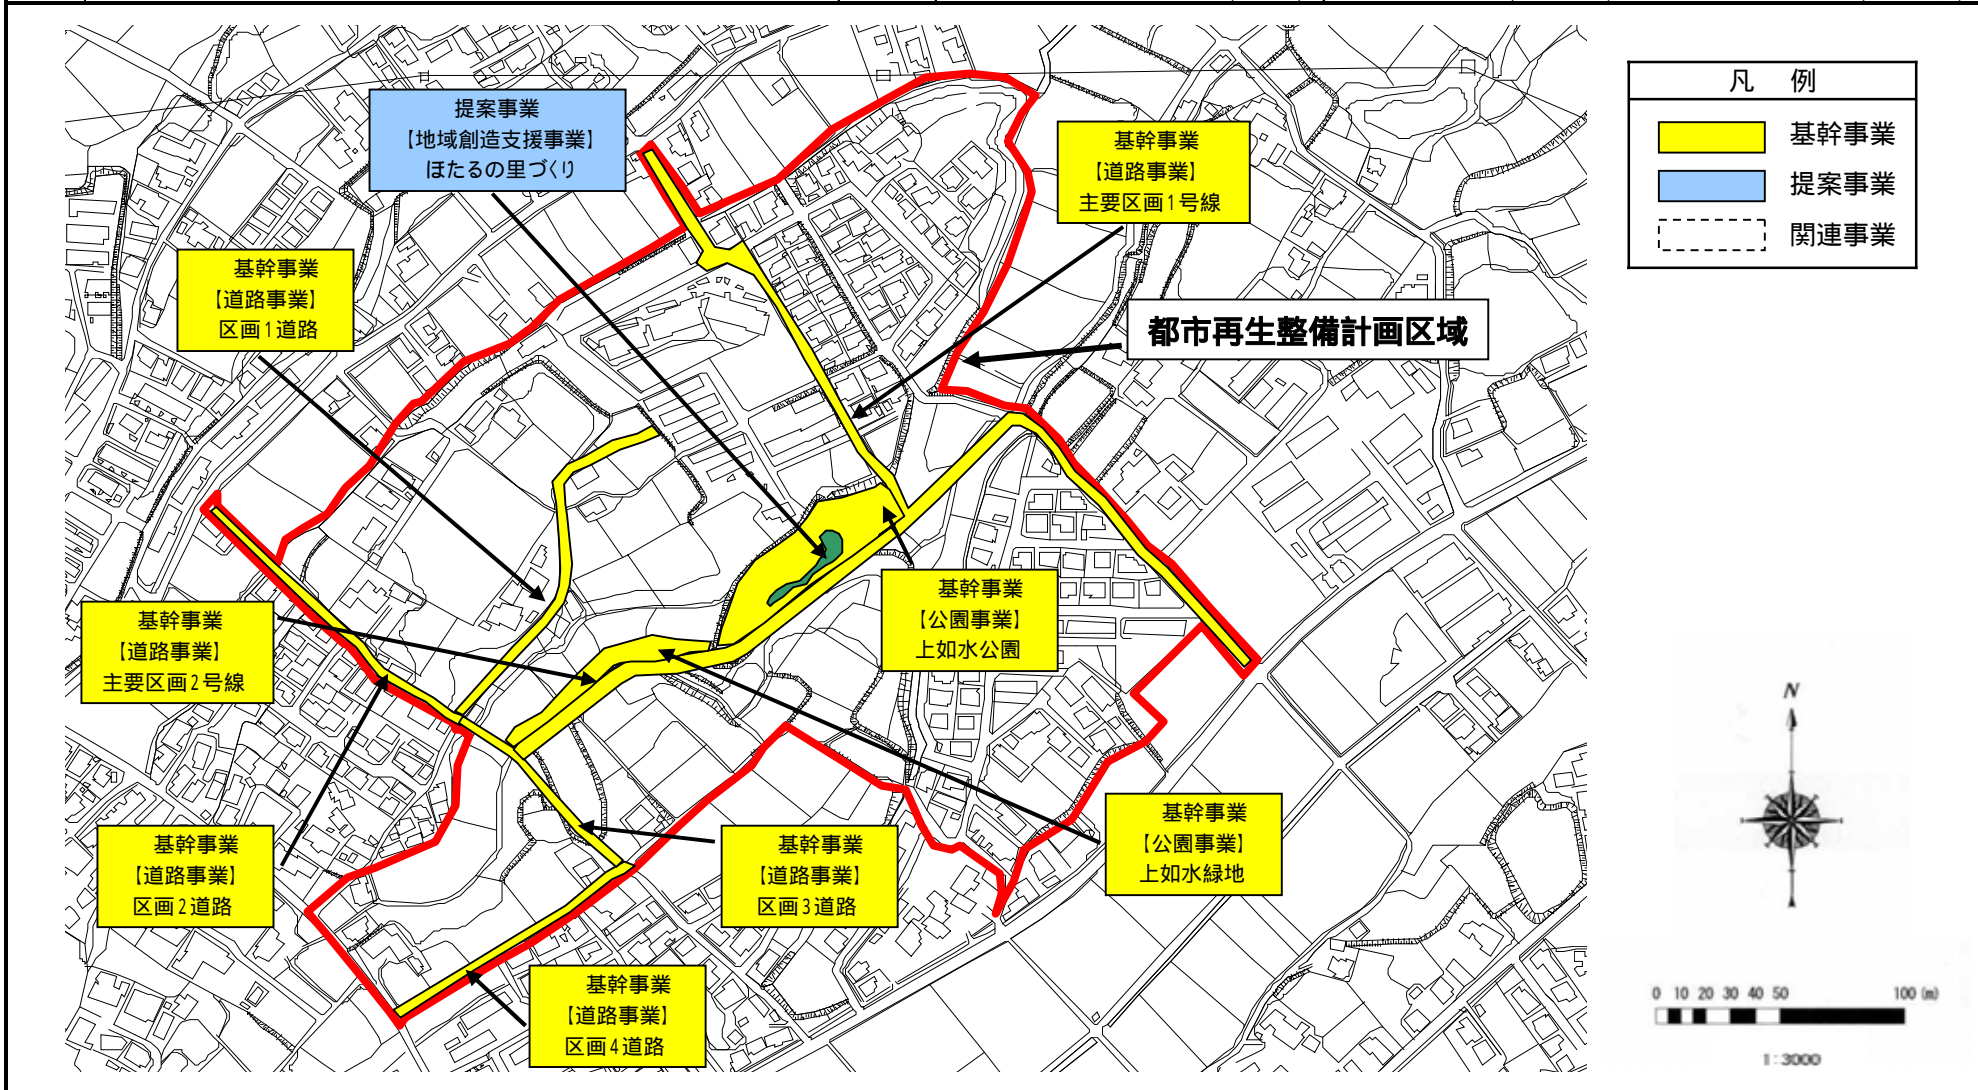 提案事業
【地域創造支援事業】
ほたるの里づくり
基幹事業
【道路事業】
主要区画1号線
基幹事業
【道路事業】
区画1道路
都市再生整備計画区域
基幹事業
【道路事業】
主要区画2号線
基幹事業
【公園事業】
上如水公園
基幹事業
【道路事業】
区画2道路
基幹事業
【道路事業】
区画3道路
基幹事業
【公園事業】
上如水緑地
基幹事業
【道路事業】
区画4道路
凡 例
基幹事業
提案事業
関連事業
N
0 10 20 30 40 50 100 (m)
1:3000